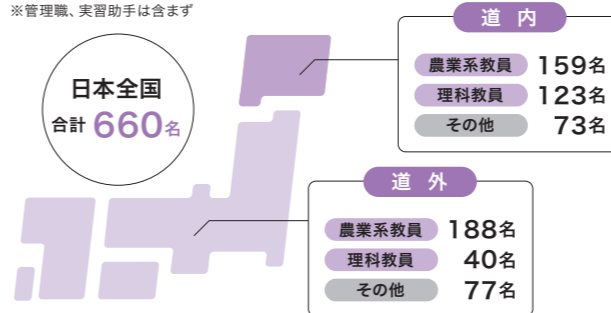 ※管理職、実習助手は含まず
日本全国
合計 660名
道 内
農業系教員 159名
理科教員 123名
その他 73名
道 外
農業系教員 188名
理科教員 40名
その他 77名